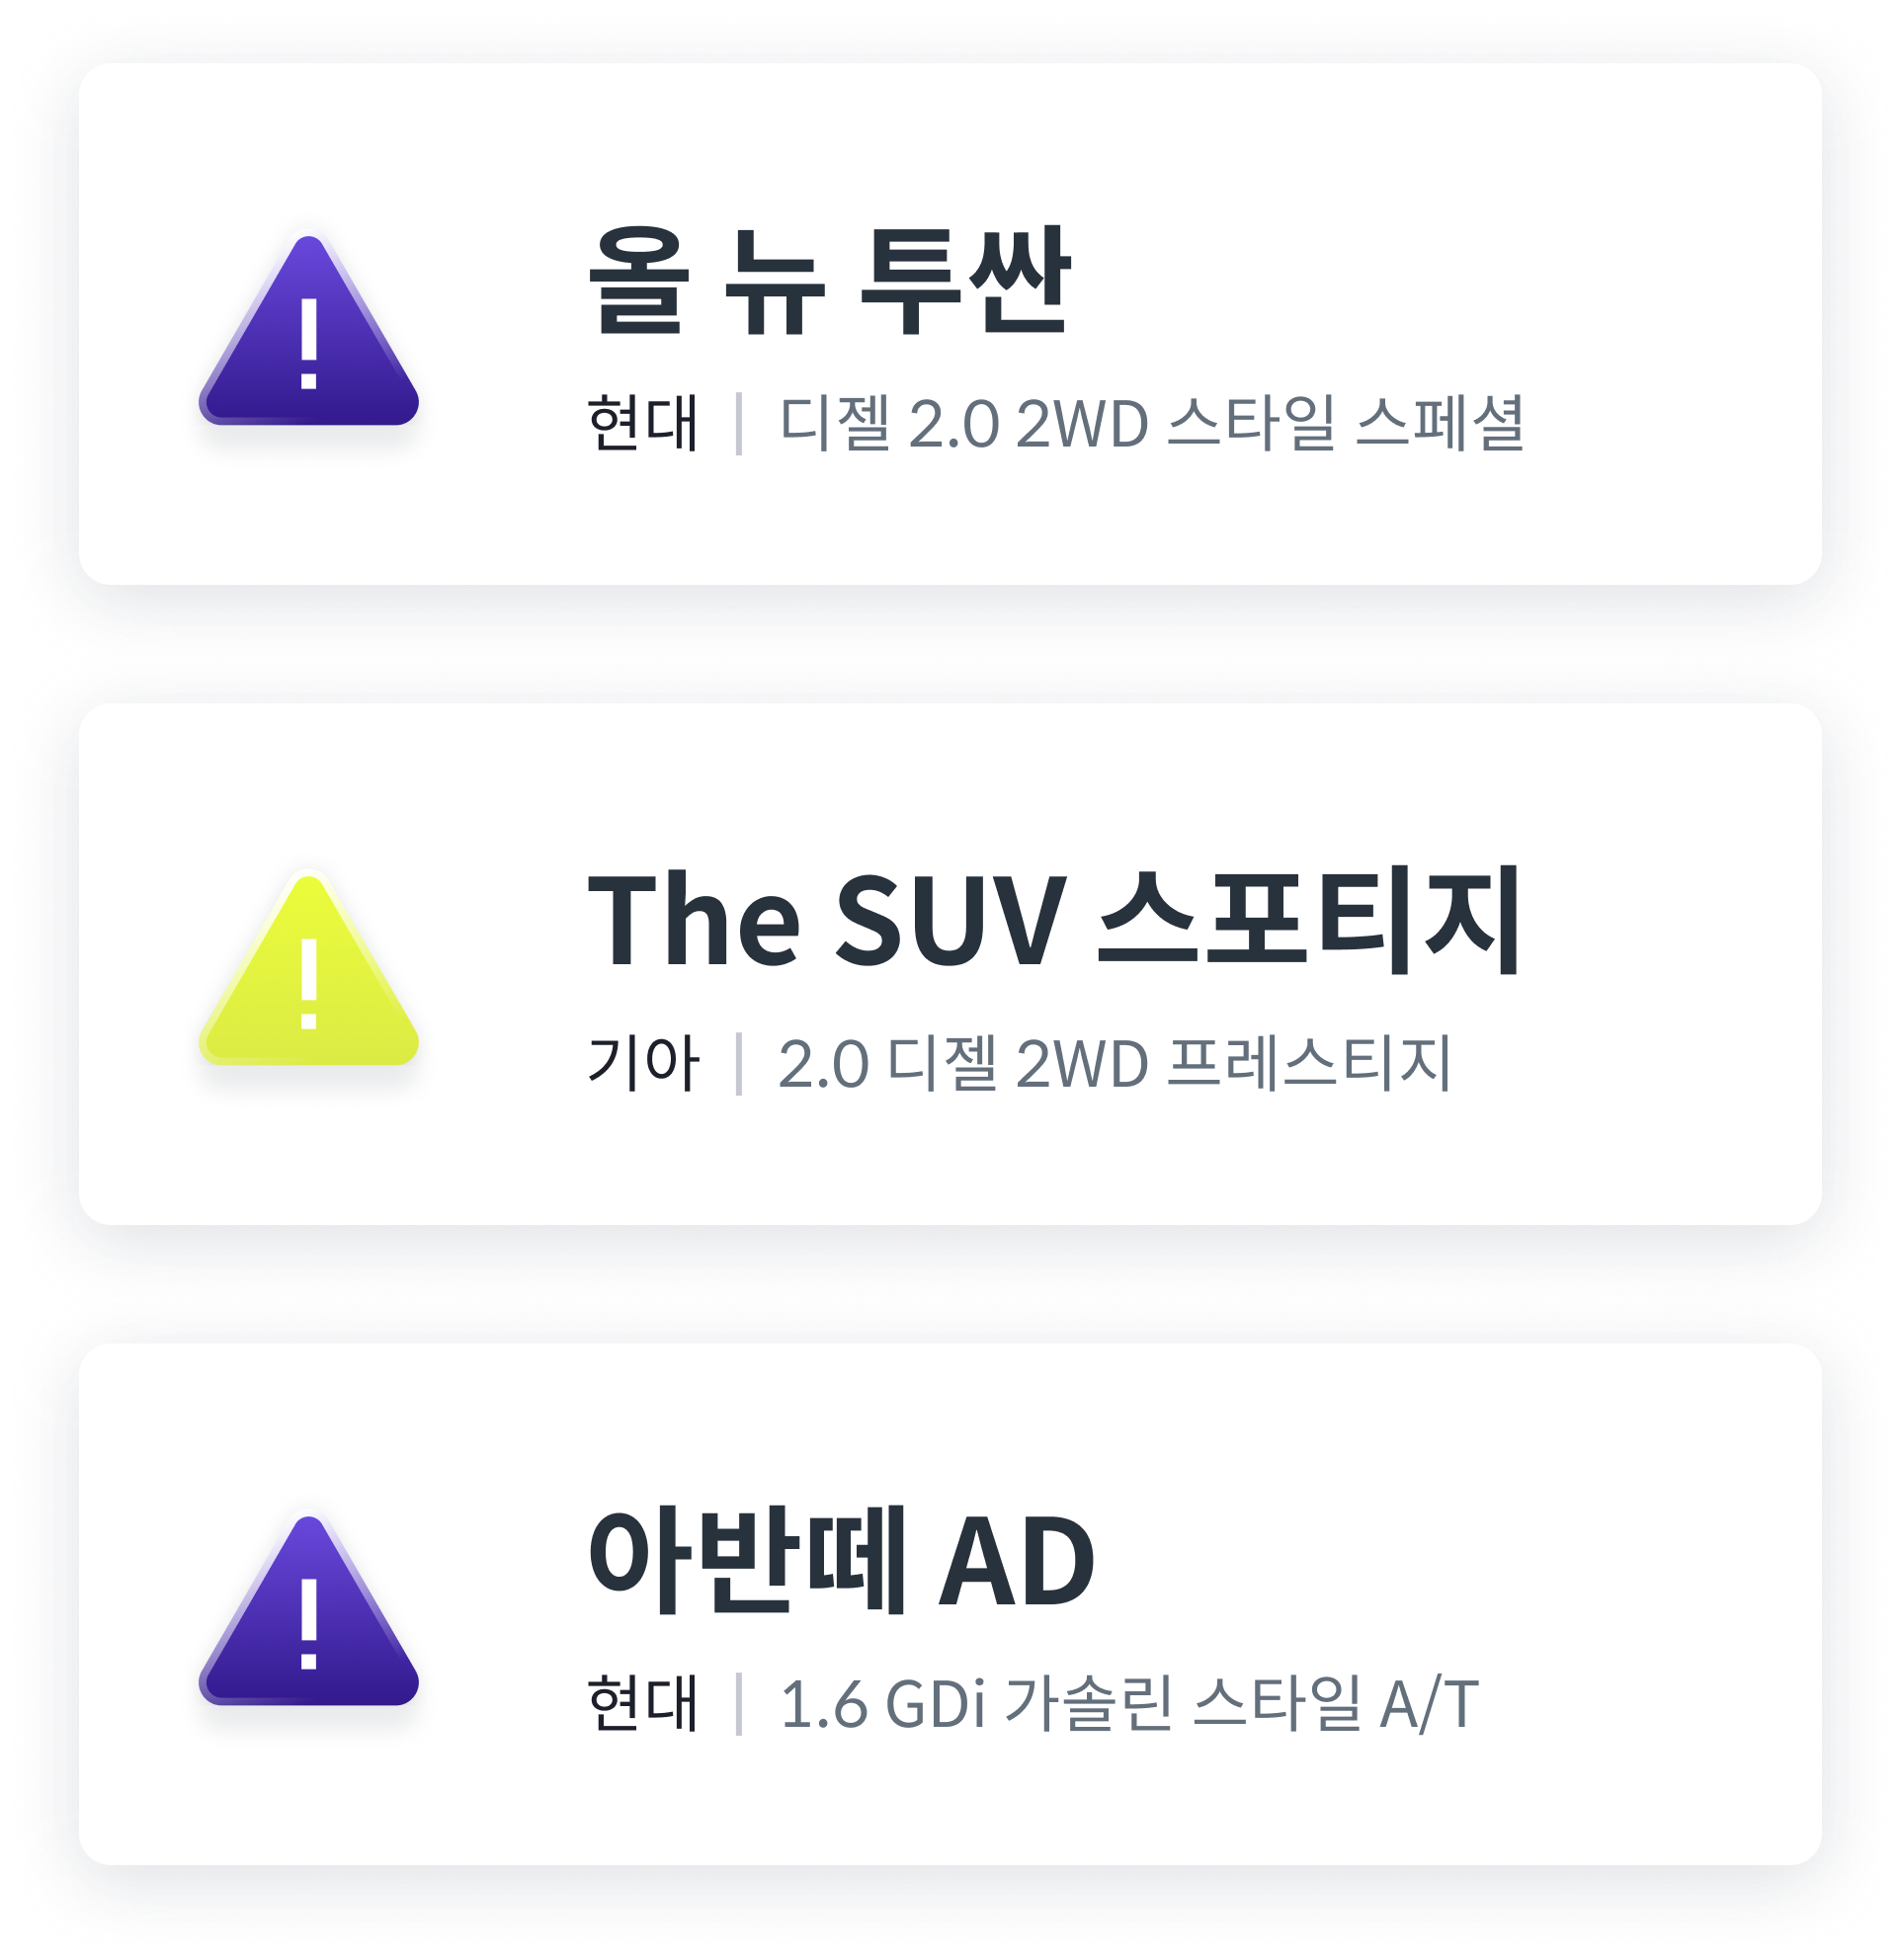 올 뉴 투싼
현대 | 디젤 2.0 2WD 스타일 스페셜
The SUV 스포티지
기아 | 2.0 디젤 2WD 프레스티지
아반떼 AD
현대 | 1.6 GDi 가솔린 스타일 A/T